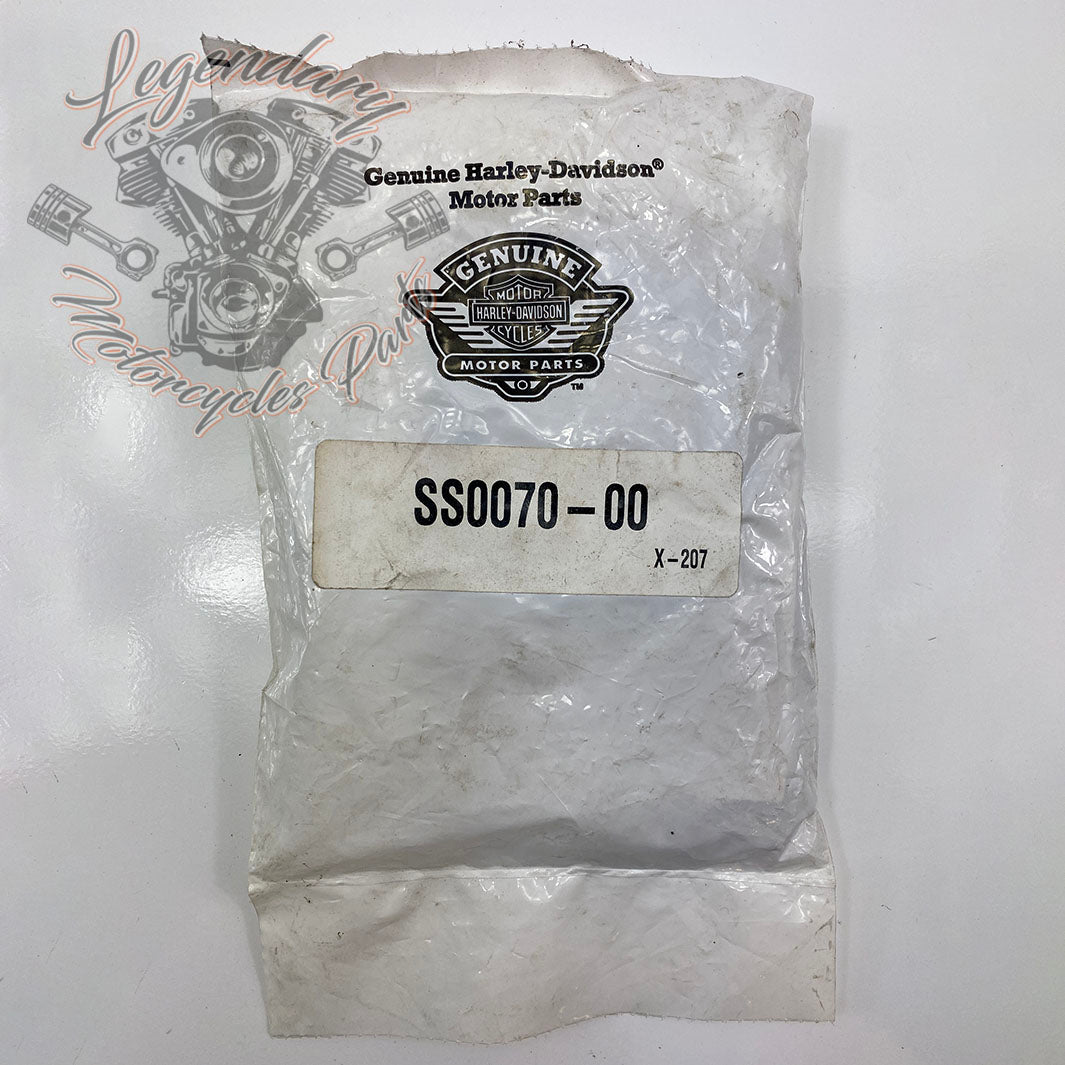 Legendary
Motorcycles Parts
Genuine Harley-Davidson®
Motor Parts
GENUINE
MOTOR
HARLEY-DAVIDSON
CYCLES
MOTOR PARTS
TM
SS0070-00
X-207